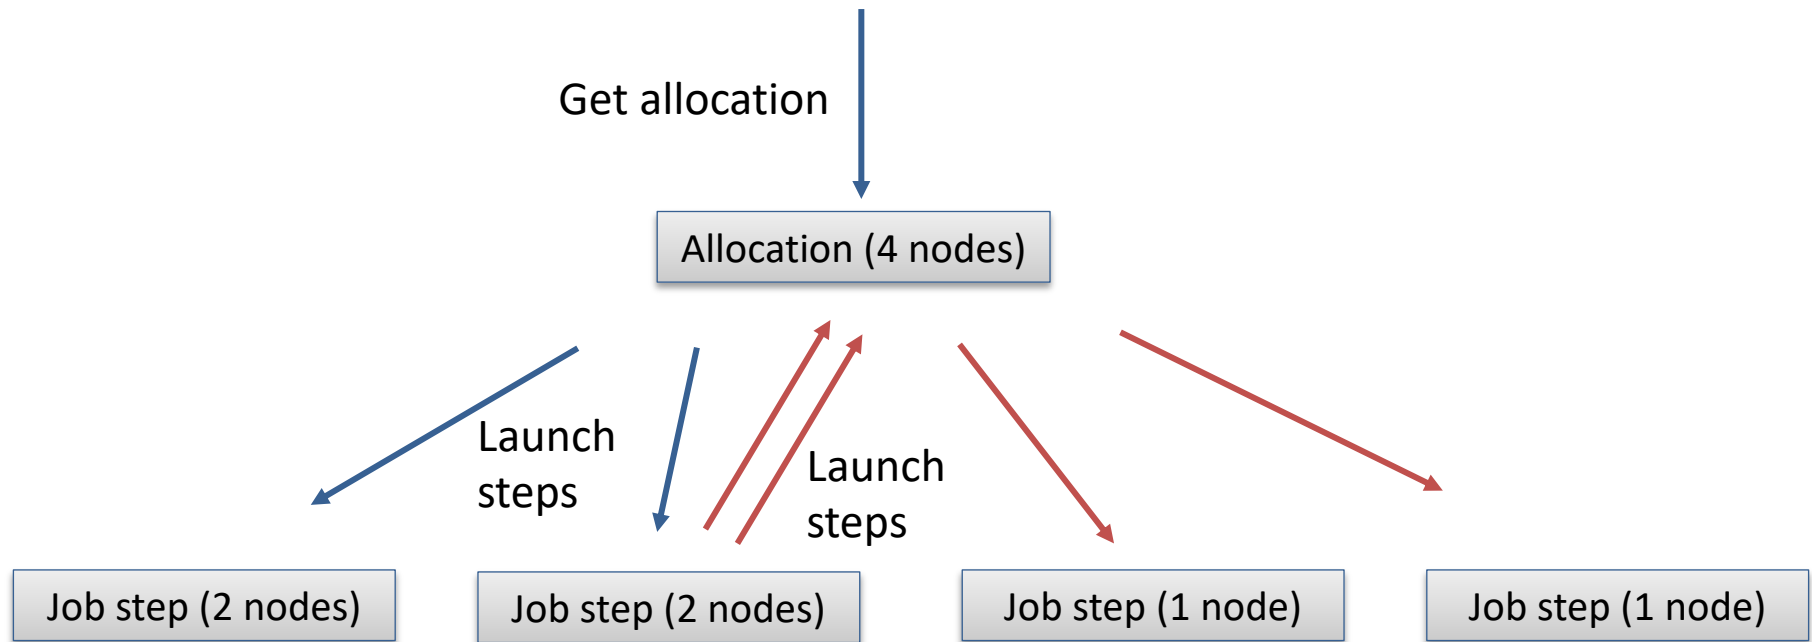 Get allocation
Allocation (4 nodes)
Launch
steps
Launch
steps
Job step (2 nodes)
Job step (2 nodes)
Job step (1 node)
Job step (1 node)